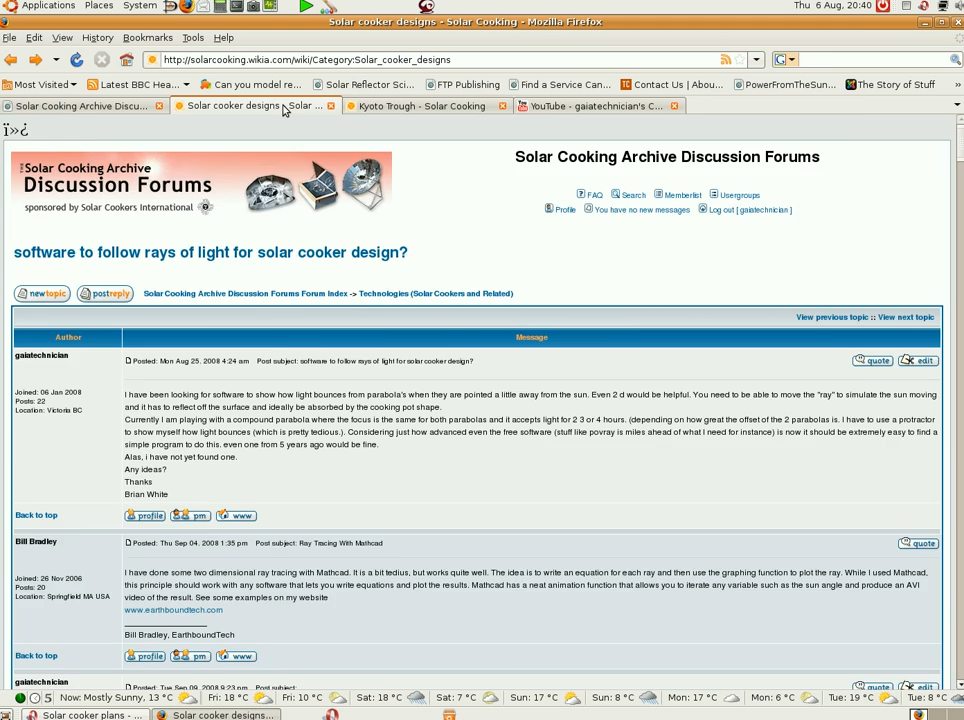 Applications Places System Thu 6 Aug, 20:40
Solar cooker designs - Solar Cooking - Mozilla Firefox
File Edit View History Bookmarks Tools Help
http://solarcooking.wikia.com/wiki/Category:Solar_cooker_designs
Most Visited Latest BBC Hea... Can you model re... Solar Reflector Sci... FTP Publishing Find a Service Can... Contact Us | Abou... PowerFromTheSun... The Story of Stuff »
Solar Cooking Archive Discu... Solar cooker designs - Solar ... Kyoto Trough - Solar Cooking YouTube - gaiatechnician's C...
ï»¿
Solar Cooking Archive
Discussion Forums
sponsored by Solar Cookers International
Solar Cooking Archive Discussion Forums
FAQ Search Memberlist Usergroups
Profile You have no new messages Log out [ gaiatechnician ]
software to follow rays of light for solar cooker design?
newtopic postreply Solar Cooking Archive Discussion Forums Forum Index -> Technologies (Solar Cookers and Related)
View previous topic :: View next topic
Author Message
gaiatechnician
Joined: 06 Jan 2008
Posts: 22
Location: Victoria BC
Posted: Mon Aug 25, 2008 4:24 am Post subject: software to follow rays of light for solar cooker design?
quote edit
I have been looking for software to show how light bounces from parabola's when they are pointed a little away from the sun. Even 2 d would be helpful. You need to be able to move the "ray" to simulate the sun moving
and it has to reflect off the surface and ideally be absorbed by the cooking pot shape.
Currently I am playing with a compound parabola where the focus is the same for both parabolas and it accepts light for 2 3 or 4 hours. (depending on how great the offset of the 2 parabolas is. I have to use a protractor
to show myself how light bounces (which is pretty tedious.). Considering just how advanced even the free software (stuff like povray is miles ahead of what I need for instance) is now it should be extremely easy to find a
simple program to do this. even one from 5 years ago would be fine.
Alas, i have not yet found one.
Any ideas?
Thanks
Brian White
Back to top profile pm www
Bill Bradley
Joined: 26 Nov 2006
Posts: 20
Location: Springfield MA USA
Posted: Thu Sep 04, 2008 1:35 pm Post subject: Ray Tracing With Mathcad
quote
I have done some two dimensional ray tracing with Mathcad. It is a bit tedius, but works quite well. The idea is to write an equation for each ray and then use the graphing function to plot the ray. While I used Mathcad,
this principle should work with any software that lets you write equations and plot the results. Mathcad has a neat animation function that allows you to iterate any variable such as the sun angle and produce an AVI
video of the result. See some examples on my website
www.earthboundtech.com
Bill Bradley, EarthboundTech
Back to top profile pm www
gaiatechnician
Posted: Tue Sep 09, 2008 9:23 pm Post subject:
quote edit
5 Now: Mostly Sunny, 13 °C Fri: 18 °C Fri: 10 °C Sat: 18 °C Sat: 7 °C Sun: 17 °C Sun: 8 °C Mon: 17 °C Mon: 6 °C Tue: 19 °C Tue: 8 °C
Solar cooker plans - ... Solar cooker designs...